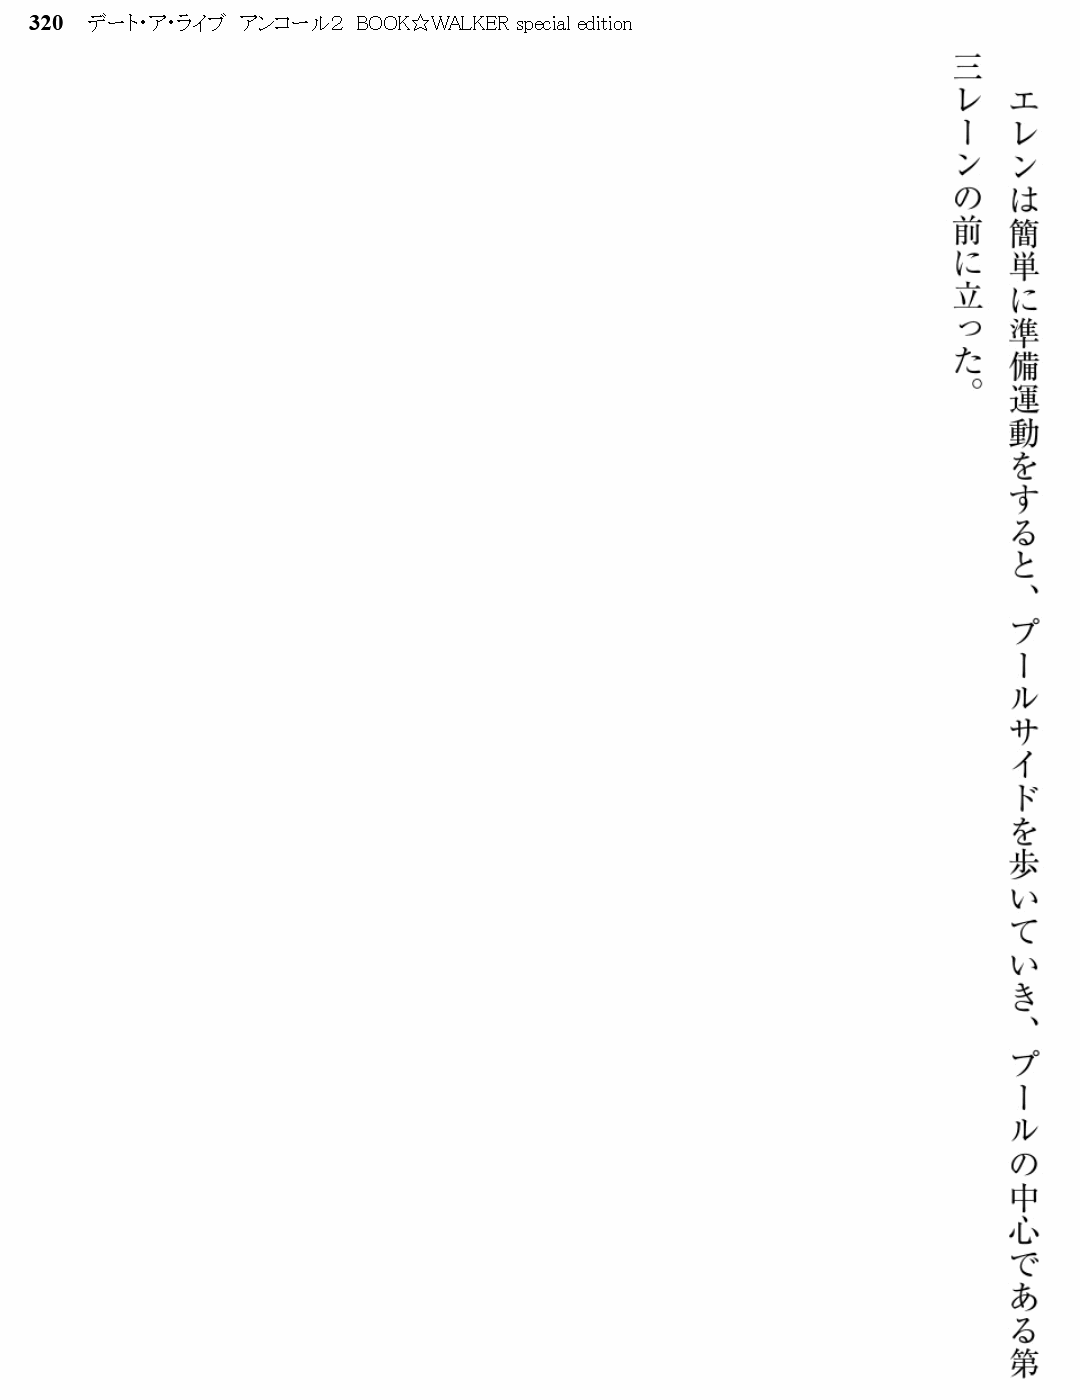 320 デート・ア・ライブ アンコール2 BOOK☆WALKER special edition
エレンは簡単に準備運動をすると、プールサイドを歩いていき、プールの中心である第
三レーンの前に立った。